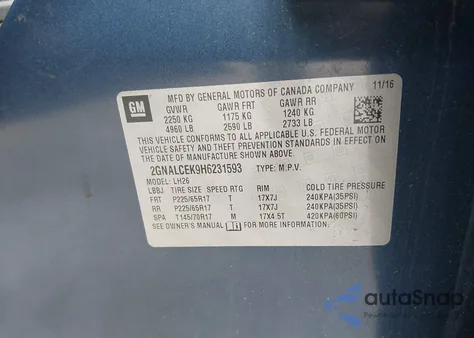 GM
MFD BY GENERAL MOTORS OF CANADA COMPANY
11/16
GVWR GAWR FRT GAWR RR
2250 KG 1175 KG 1240 KG
4960 LB 2590 LB 2733 LB
THIS VEHICLE CONFORMS TO ALL APPLICABLE U.S. FEDERAL MOTOR
VEHICLE SAFETY, BUMPER, AND THEFT PREVENTION STANDARDS IN
EFFECT ON THE DATE OF MANUFACTURE SHOWN ABOVE.
2GNALCEK9H6231593 TYPE: M.P.V.
MODEL: LH26
LBBJ TIRE SIZE SPEED RTG RIM COLD TIRE PRESSURE
FRT P225/65R17 T 17X7J 240KPA(35PSI)
RR P225/65R17 T 17X7J 240KPA(35PSI)
SPA T145/70R17 M 17X4.5T 420KPA(60PSI)
SEE OWNER'S MANUAL FOR ADDITIONAL INFORMATION.
autoSnap